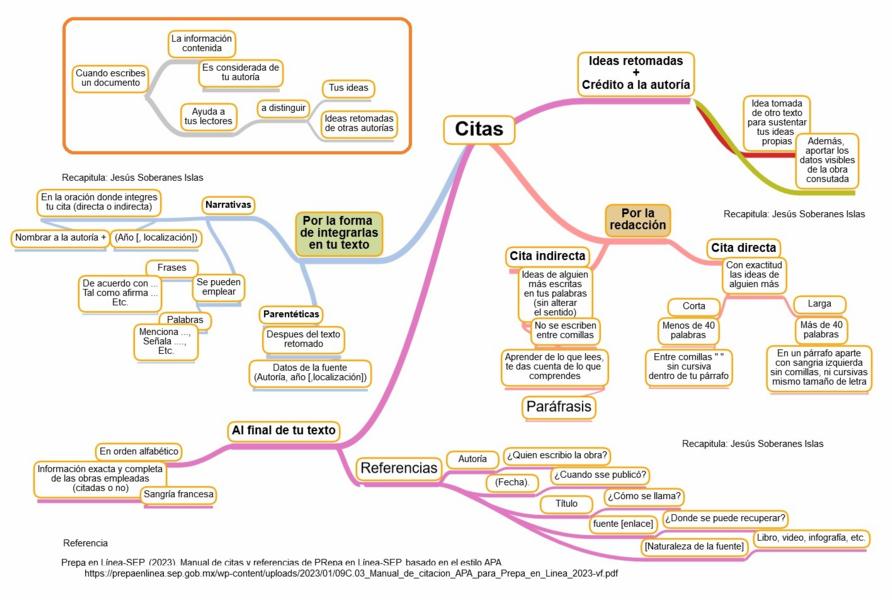 Cuando escribes
un documento
La información
contenida
Es considerada de
tu autoría
Ayuda a
tus lectores
a distinguir
Tus ideas
Ideas retomadas
de otras autorías
Citas
Ideas retomadas
+
Crédito a la autoría
Idea tomada
de otro texto
para sustentar
tus ideas
propias
Además,
aportar los
datos visibles
de la obra
consutada
Recapitula: Jesús Soberanes Islas
Recapitula: Jesús Soberanes Islas
Por la forma
de integrarlas
en tu texto
Narrativas
En la oración donde integres
tu cita (directa o indirecta)
Nombrar a la autoría +
(Año [, localización])
Se pueden
emplear
Frases
De acuerdo con ...
Tal como afirma ...
Etc.
Palabras
Menciona ...,
Señala ....,
Etc.
Parentéticas
Despues del texto
retomado
Datos de la fuente
(Autoría, año [,localización])
Por la
redacción
Cita indirecta
Ideas de alguien
más escritas
en tus palabras
(sin alterar
el sentido)
No se escriben
entre comillas
Aprender de lo que lees,
te das cuenta de lo que
comprendes
Paráfrasis
Cita directa
Con exactitud
las ideas de
alguien más
Corta
Menos de 40
palabras
Entre comillas " "
sin cursiva
dentro de tu párrafo
Larga
Más de 40
palabras
En un párrafo aparte
con sangria izquierda
sin comillas, ni cursivas
mismo tamaño de letra
Recapitula: Jesús Soberanes Islas
Al final de tu texto
En orden alfabético
Información exacta y completa
de las obras empleadas
(citadas o no)
Sangría francesa
Referencias
Autoría
¿Quien escribio la obra?
(Fecha).
¿Cuando sse publicó?
Título
¿Cómo se llama?
fuente [enlace]
¿Donde se puede recuperar?
[Naturaleza de la fuente]
Libro, video, infografía, etc.
Referencia
Prepa en Línea-SEP. (2023). Manual de citas y referencias de PRepa en Línea-SEP, basado en el estilo APA
https://prepaenlinea.sep.gob.mx/wp-content/uploads/2023/01/09C.03_Manual_de_citacion_APA_para_Prepa_en_Linea_2023-vf.pdf